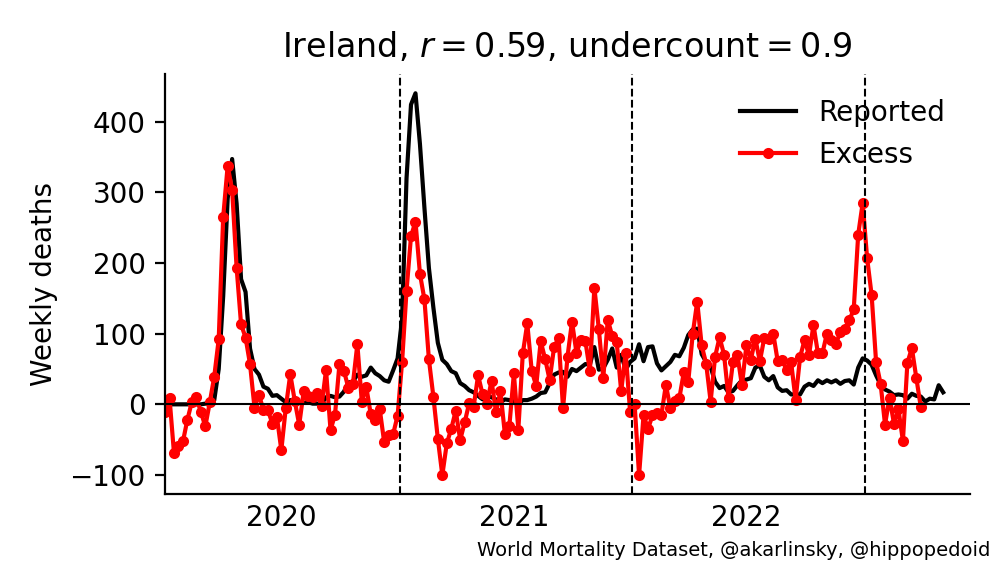 Ireland, r = 0.59, undercount = 0.9
Weekly deaths
400
300
200
100
0
−100
Reported
Excess
2020
2021
2022
World Mortality Dataset, @akarlinsky, @hippopedoid